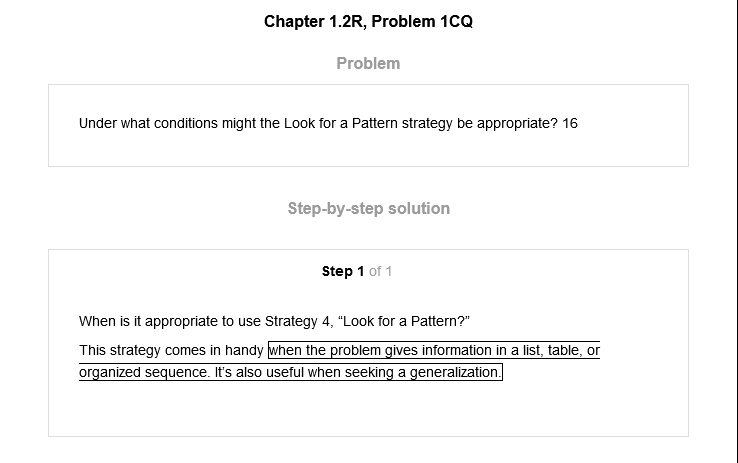 Chapter 1.2R, Problem 1CQ
Problem
Under what conditions might the Look for a Pattern strategy be appropriate? 16
Step-by-step solution
Step 1 of 1
When is it appropriate to use Strategy 4, “Look for a Pattern?”
This strategy comes in handy when the problem gives information in a list, table, or
organized sequence. It’s also useful when seeking a generalization.